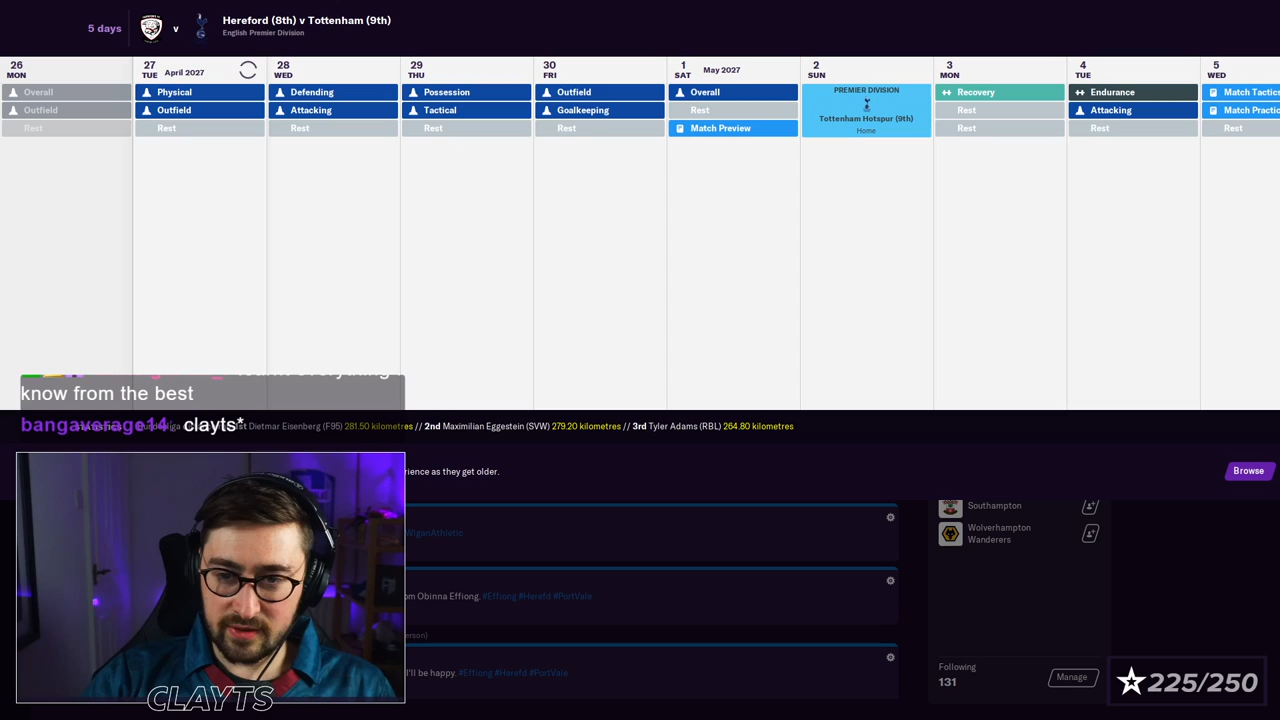 5 days
v
Hereford (8th) v Tottenham (9th)
English Premier Division
26 MON
27 TUE April 2027
28 WED
29 THU
30 FRI
1 SAT May 2027
2 SUN
3 MON
4 TUE
5 WED
Overall
Outfield
Rest
Physical
Outfield
Rest
Defending
Attacking
Rest
Possession
Tactical
Rest
Outfield
Goalkeeping
Rest
Overall
Rest
Match Preview
PREMIER DIVISION
Tottenham Hotspur (9th)
Home
Recovery
Rest
Rest
Endurance
Attacking
Rest
Match Tactics
Match Practic
Rest
know from the best
bangaverage14: clayts*
Dietmar Eisenberg (F95) 281.50 kilometres // 2nd Maximilian Eggestein (SVW) 279.20 kilometres // 3rd Tyler Adams (RBL) 264.80 kilometres
rience as they get older.
Browse
WiganAthletic
om Obinna Effiong. #Effiong #Herefd #PortVale
erson)
I'll be happy. #Effiong #Herefd #PortVale
Southampton
Wolverhampton
Wanderers
Following
131
Manage
225/250
CLAYTS